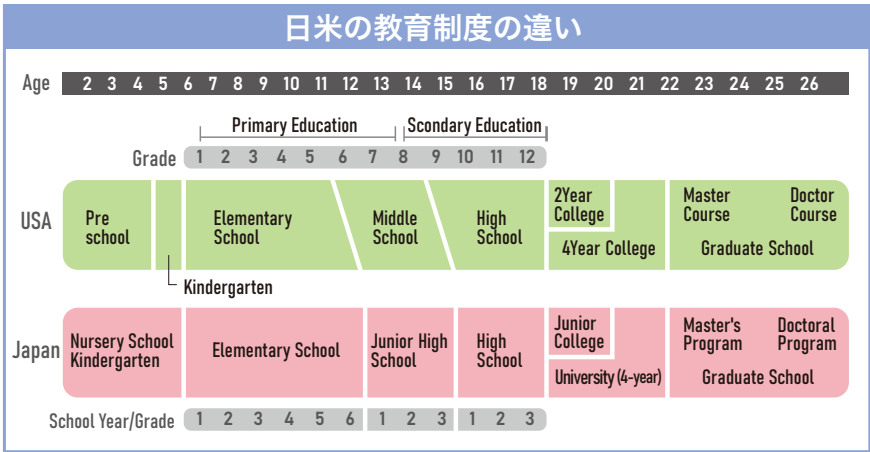 日米の教育制度の違い
Age 2 3 4 5 6 7 8 9 10 11 12 13 14 15 16 17 18 19 20 21 22 23 24 25 26
Primary Education Scondary Education
Grade 1 2 3 4 5 6 7 8 9 10 11 12
USA
Pre
school
Kindergarten
Elementary
School
Middle
School
High
School
2Year
College
4Year College
Master
Course
Doctor
Course
Graduate School
Japan
Nursery School
Kindergarten
Elementary School
Junior High
School
High
School
Junior
College
University (4-year)
Master's
Program
Doctoral
Program
Graduate School
School Year/Grade 1 2 3 4 5 6 1 2 3 1 2 3